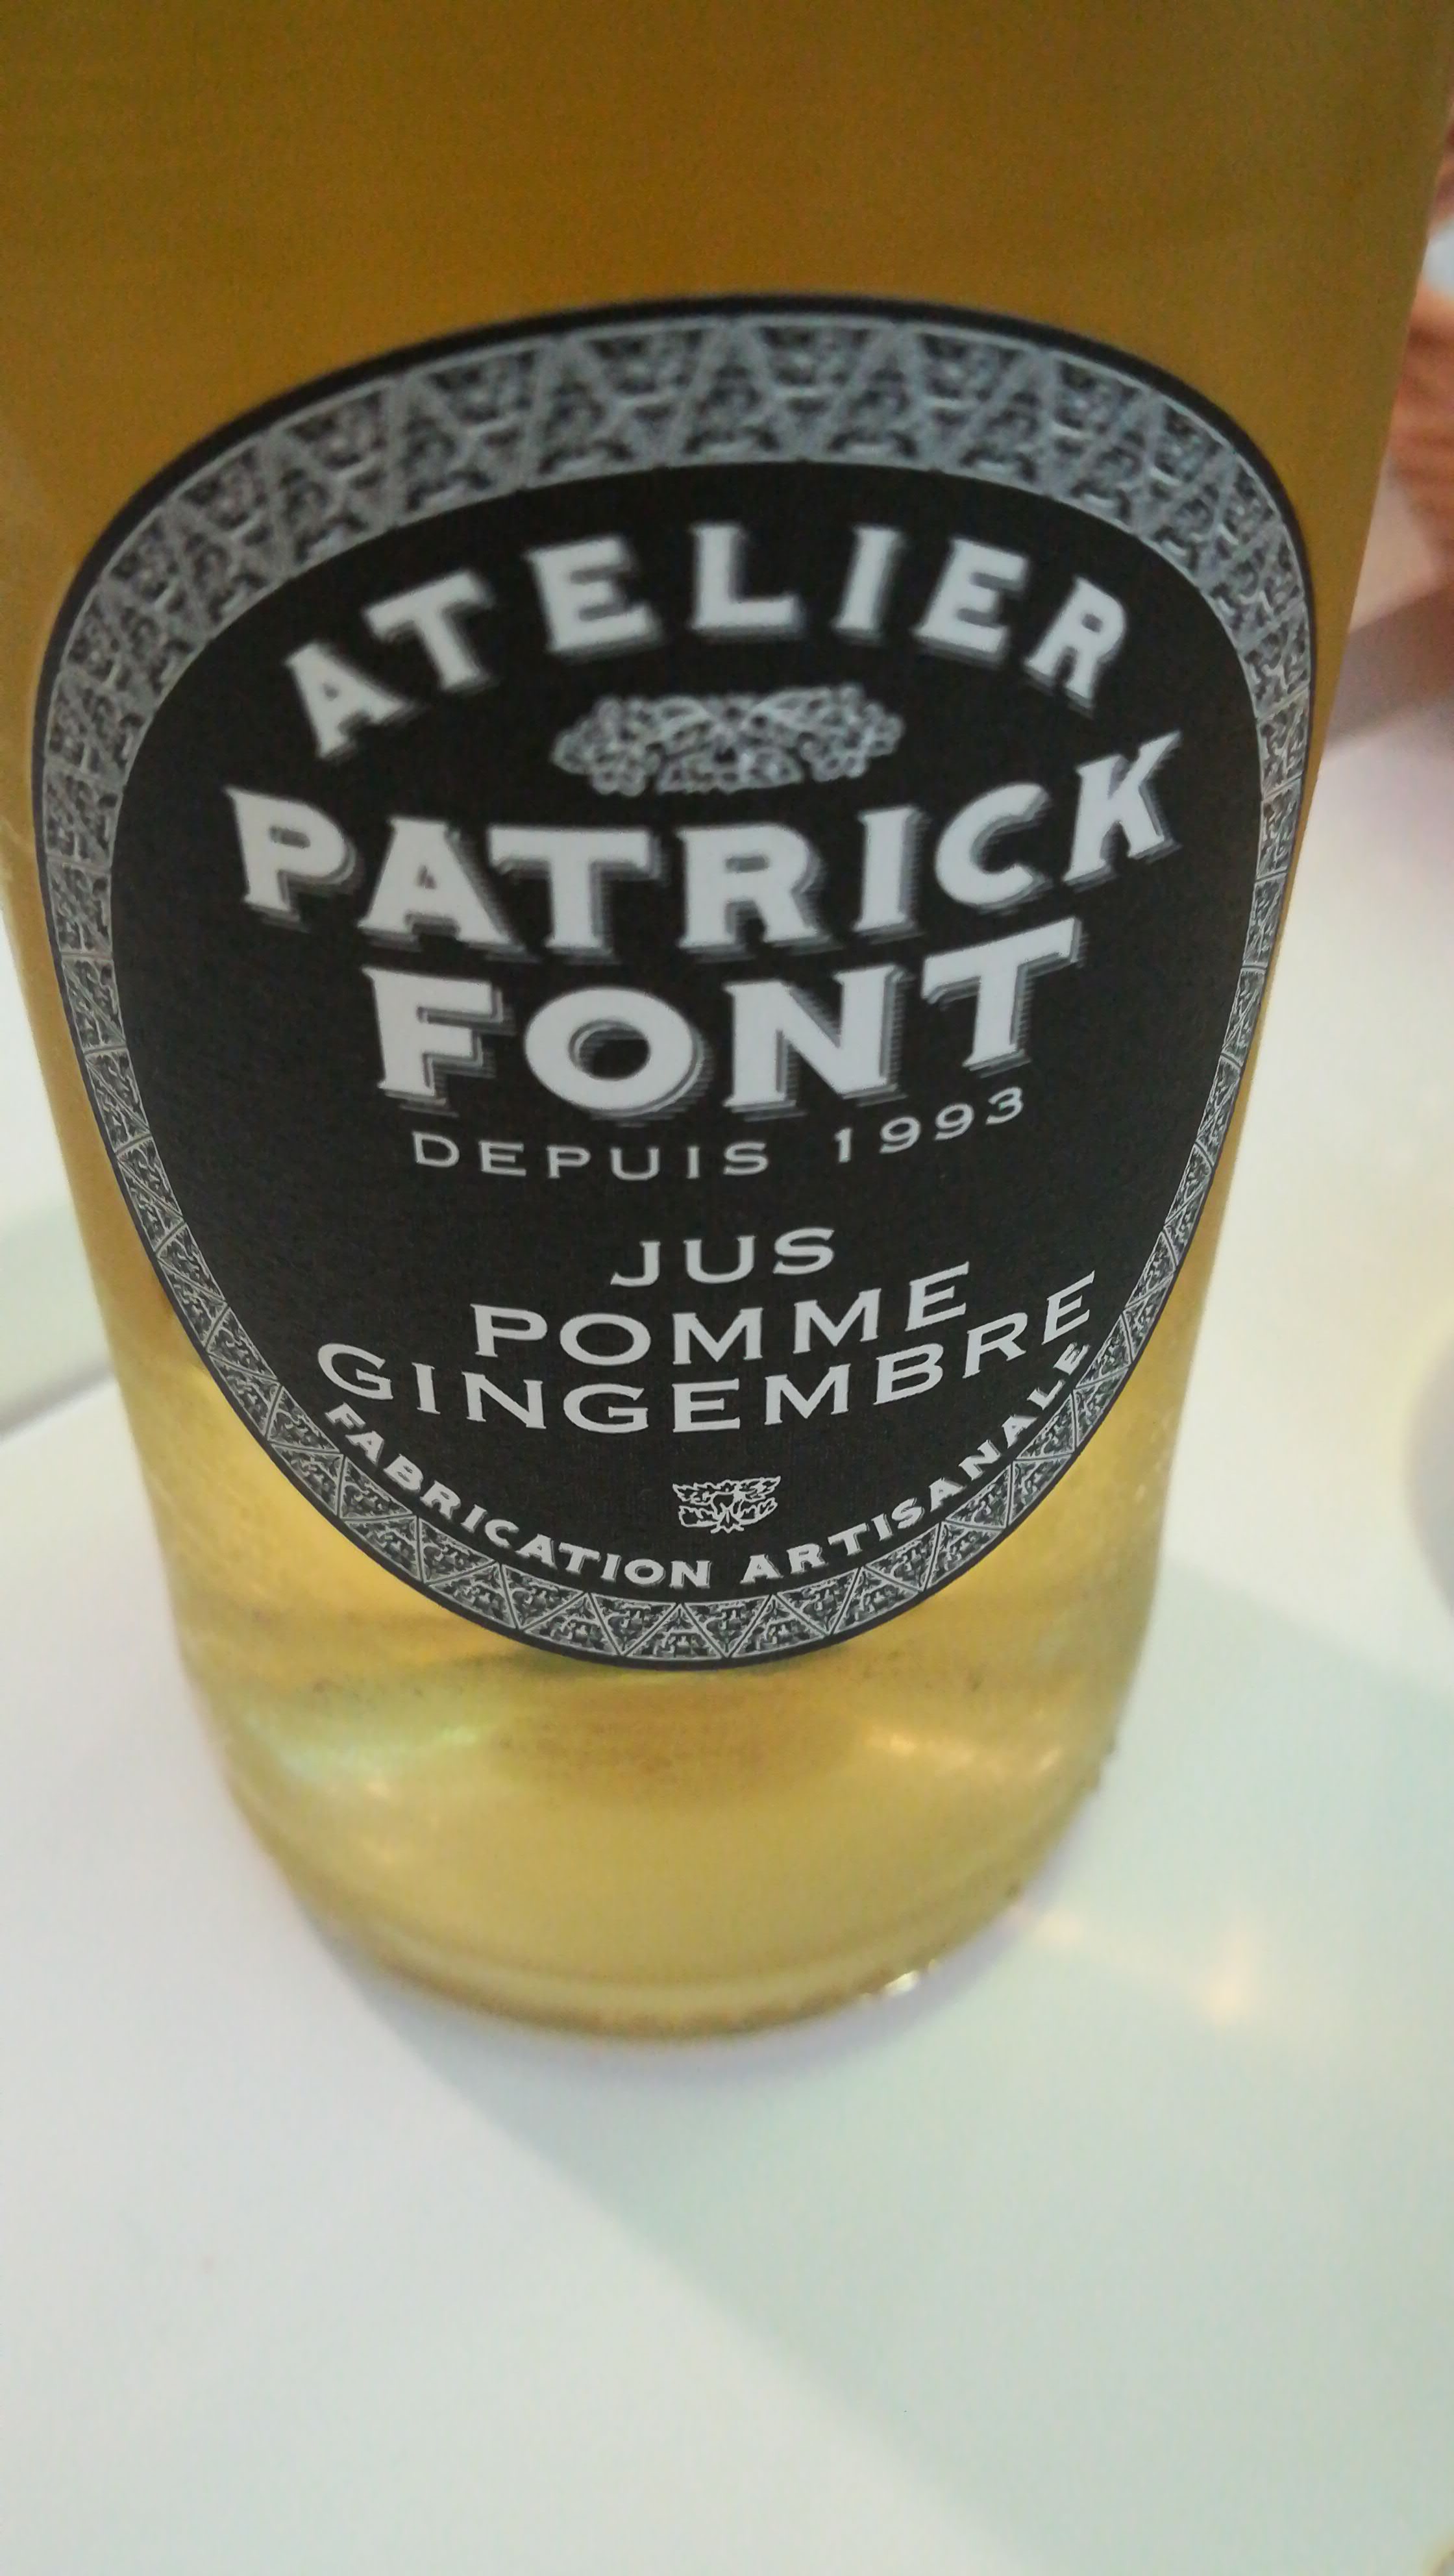 ATELIER
PATRICK
FONT
DEPUIS 1993
JUS
POMME
GINGEMBRE
FABRICATION ARTISANALE